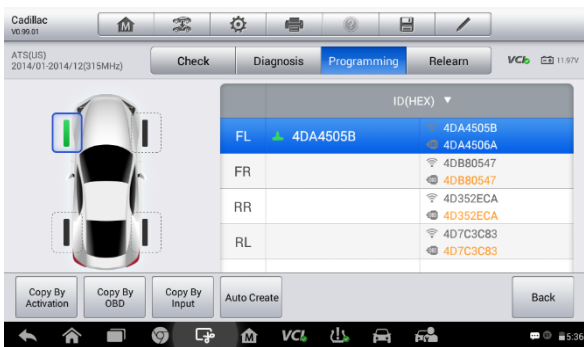 Cadillac
V0.99.01
ATS(US)
2014/01-2014/12(315MHz)
Check
Diagnosis
Programming
Relearn
VCI
11.97V
ID(HEX) ▼
FL 4DA4505B 4DA4505B
4DA4506A
FR 4DB80547
4DB80547
RR 4D352ECA
4D352ECA
RL 4D7C3C83
4D7C3C83
Copy By
Activation
Copy By
OBD
Copy By
Input
Auto Create
Back
VCI
5:36